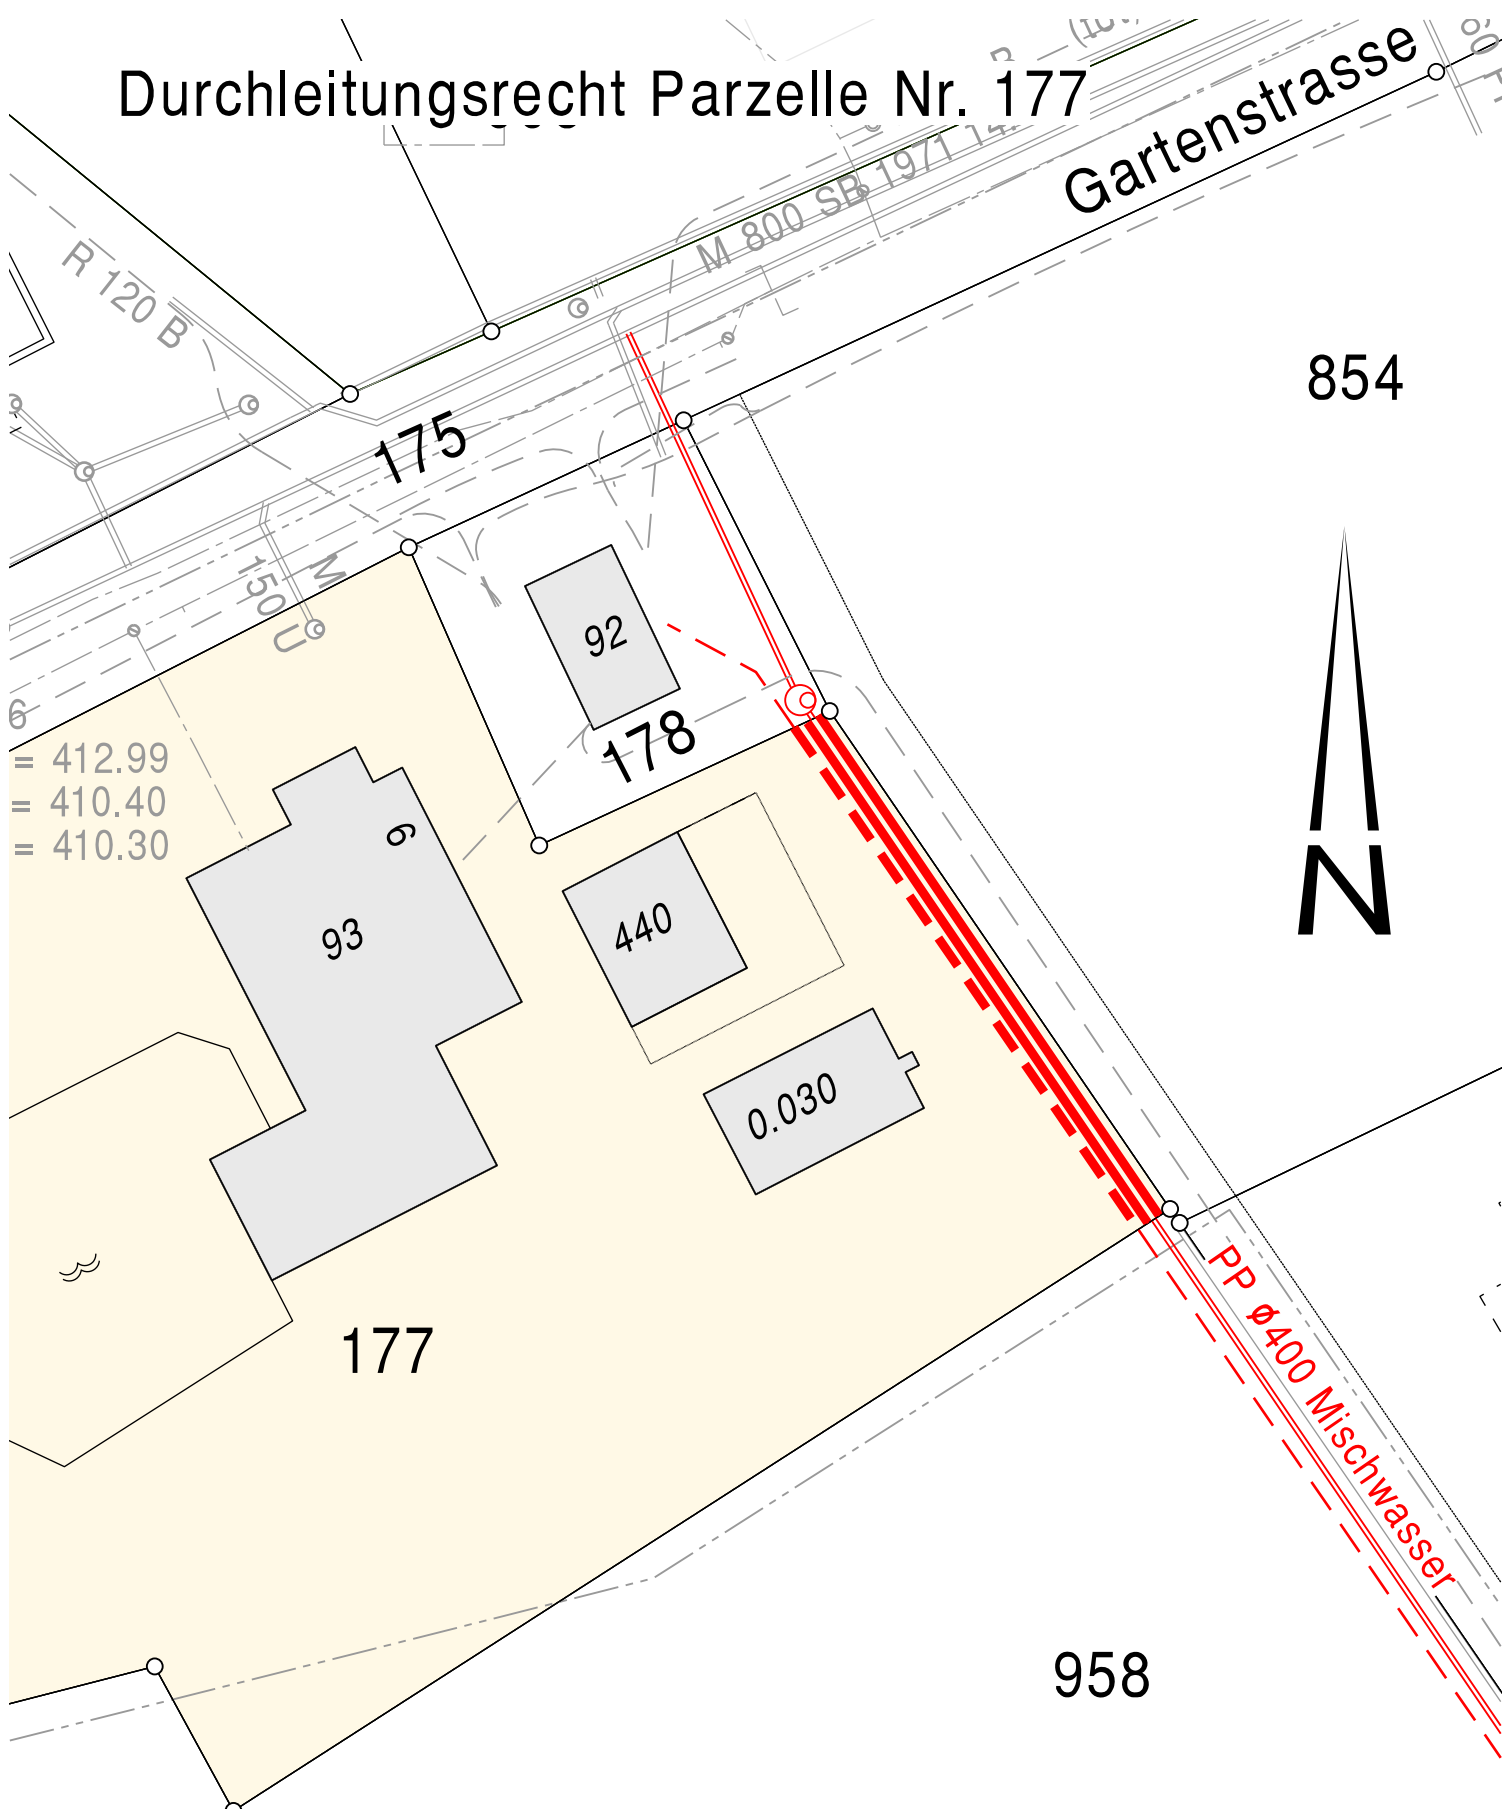 Durchleitungsrecht Parzelle Nr. 177
Gartenstrasse
M 800 SB 1971
R 120 B
854
175
M
150 U
92
178
6
= 412.99
= 410.40
= 410.30
6
93
440
0.030
N
177
PP ø400 Mischwasser
958